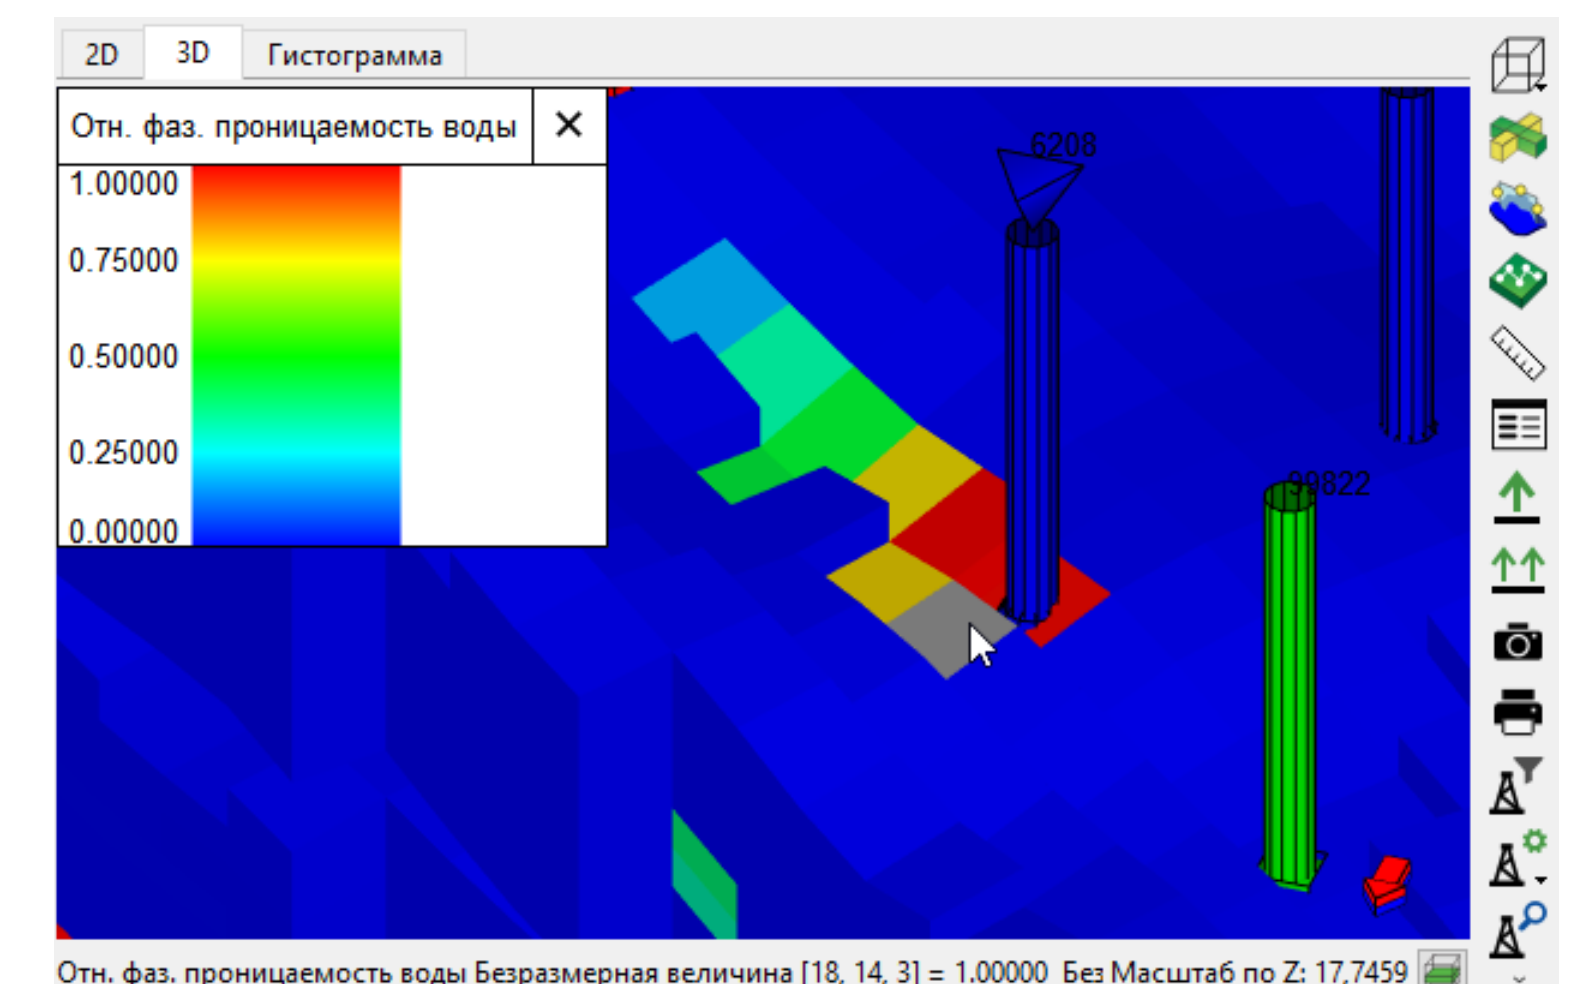 2D 3D Гистограмма
Отн. фаз. проницаемость воды
1.00000
0.75000
0.50000
0.25000
0.00000
6208
99822
Отн. фаз. проницаемость воды Безразмерная величина [18, 14, 3] = 1.00000 Без Масштаб по Z: 17,7459